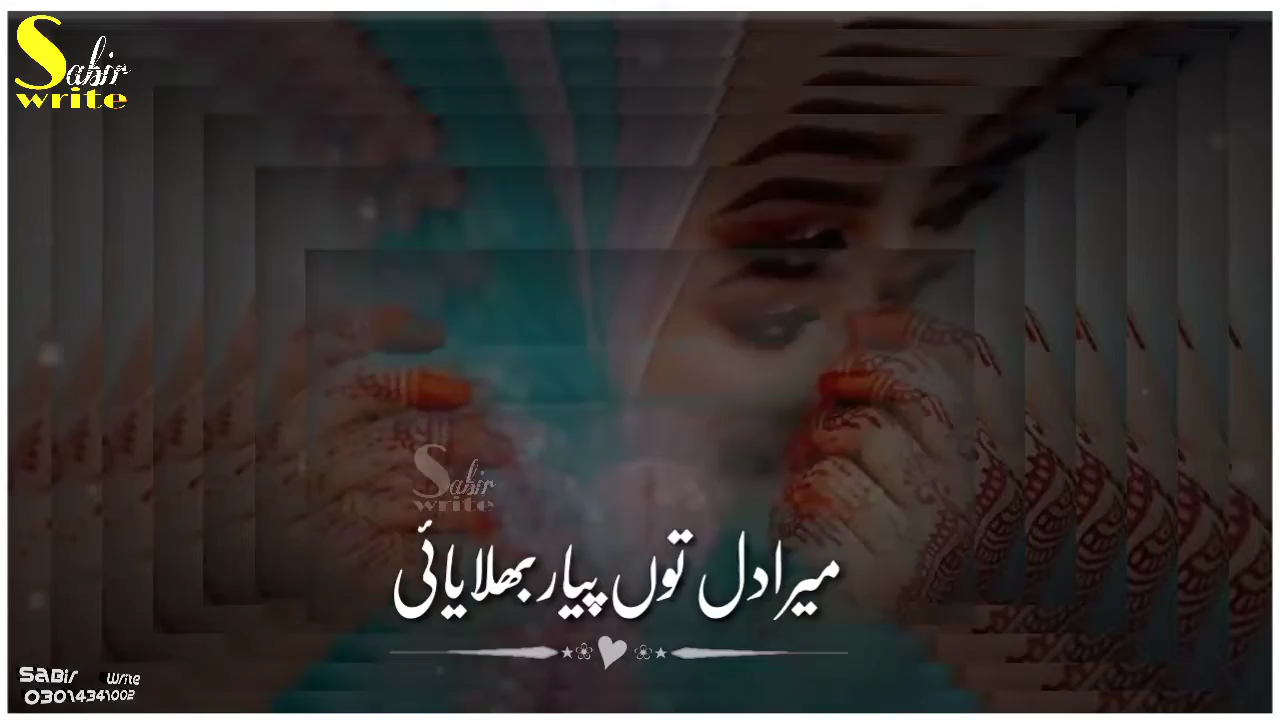 Sabir
write
Sabir
write
میرا دل توں پیار بھلایا ئی
SABir Write
03014341002